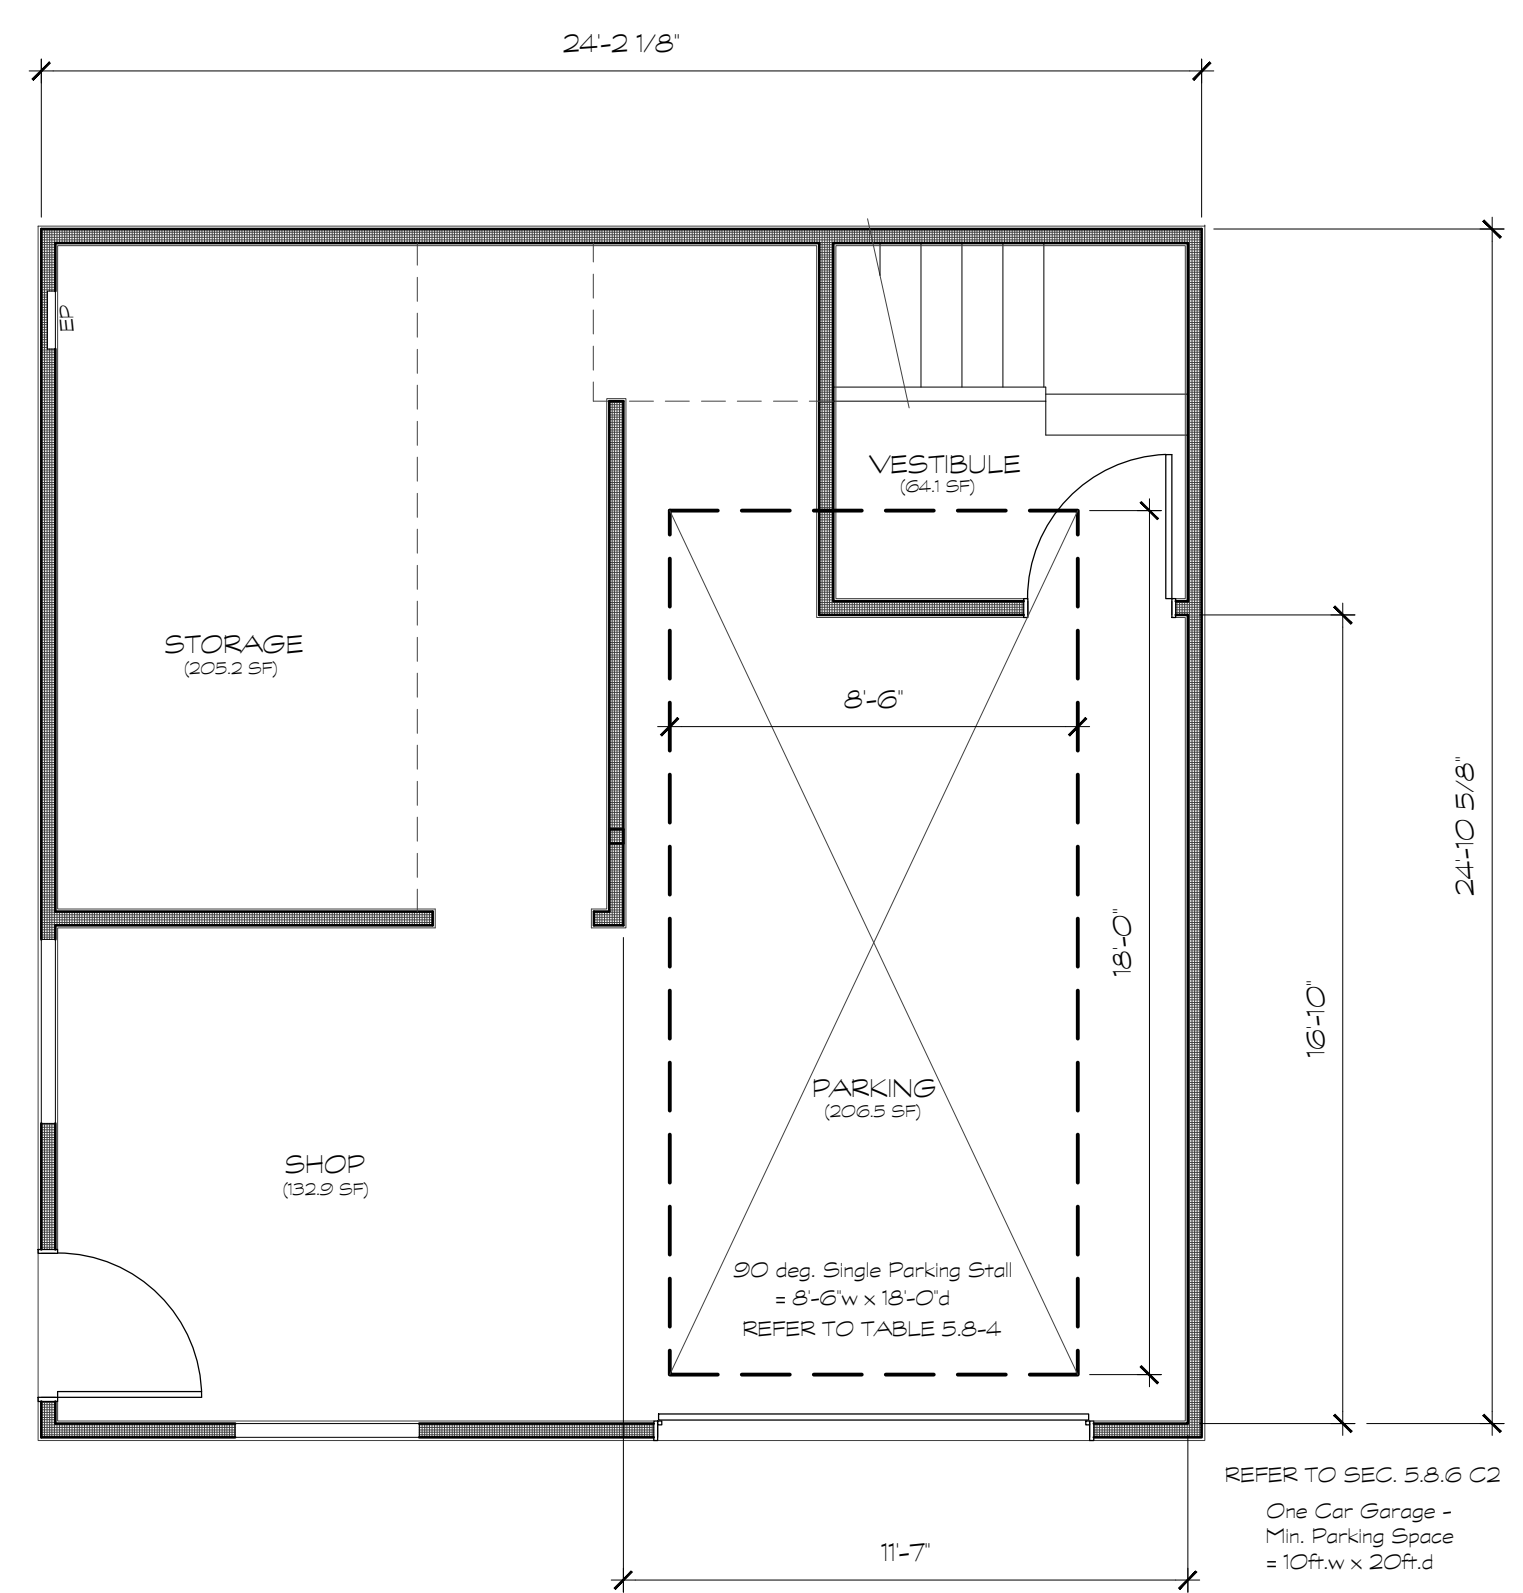 24'-2 1/8"
EP
VESTIBULE
(64.1 SF)
STORAGE
(205.2 SF)
8'-6"
24'-10 5/8"
18'-0"
16'-10"
PARKING
(206.5 SF)
SHOP
(132.9 SF)
90 deg. Single Parking Stall
= 8'-6"w x 18'-0"d
REFER TO TABLE 5.8-4
REFER TO SEC. 5.8.6 C2
One Car Garage -
Min. Parking Space
= 10ft.w x 20ft.d
11'-7"